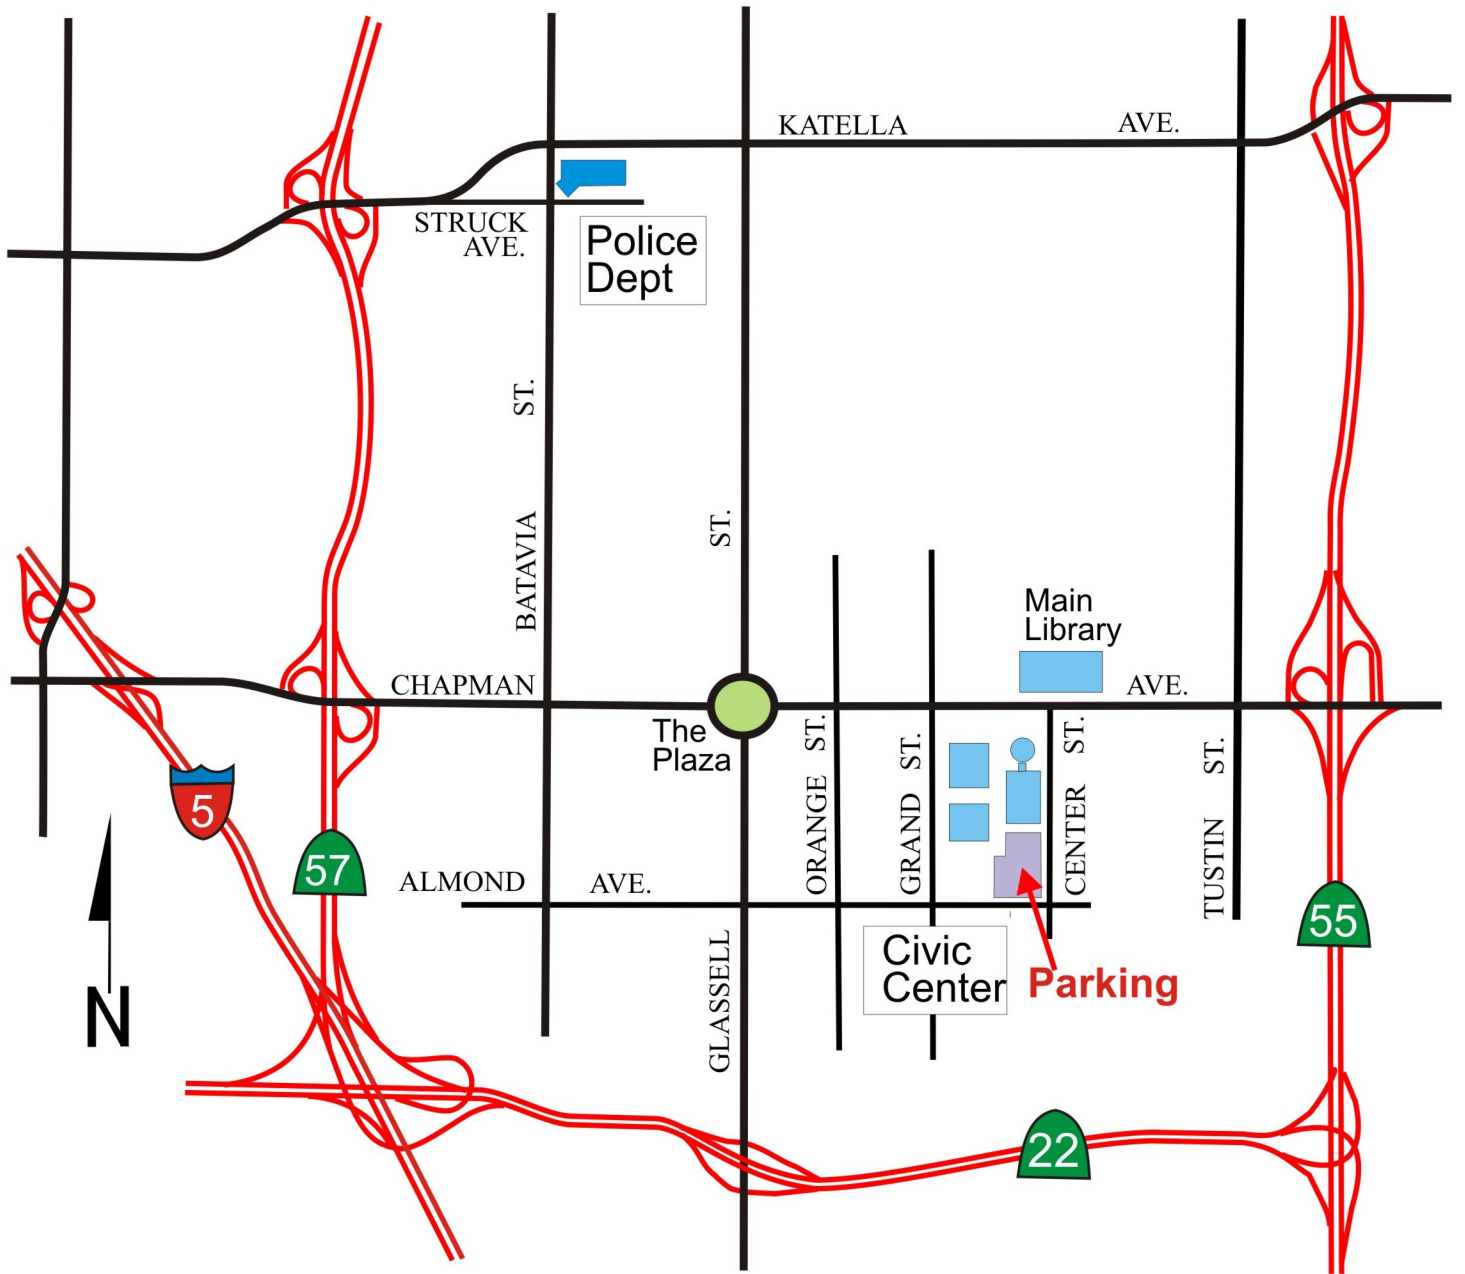 KATELLA AVE.
STRUCK
AVE.
Police
Dept
BATAVIA ST.
ST.
Main
Library
CHAPMAN
AVE.
The
Plaza
ORANGE ST.
GRAND ST.
CENTER ST.
TUSTIN ST.
5
57
ALMOND AVE.
55
GLASSELL
Civic
Center
Parking
N
22